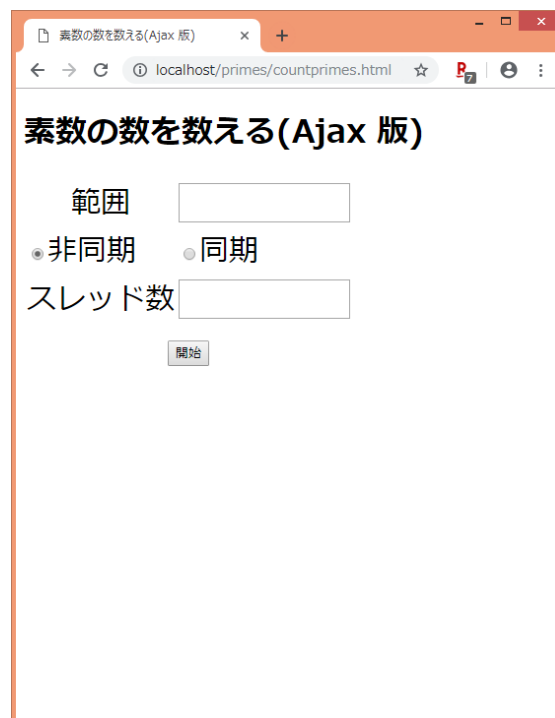 素数の数を数える(Ajax 版)
localhost/primes/countprimes.html
R 7
素数の数を数える(Ajax 版)
範囲
非同期 同期
スレッド数
開始